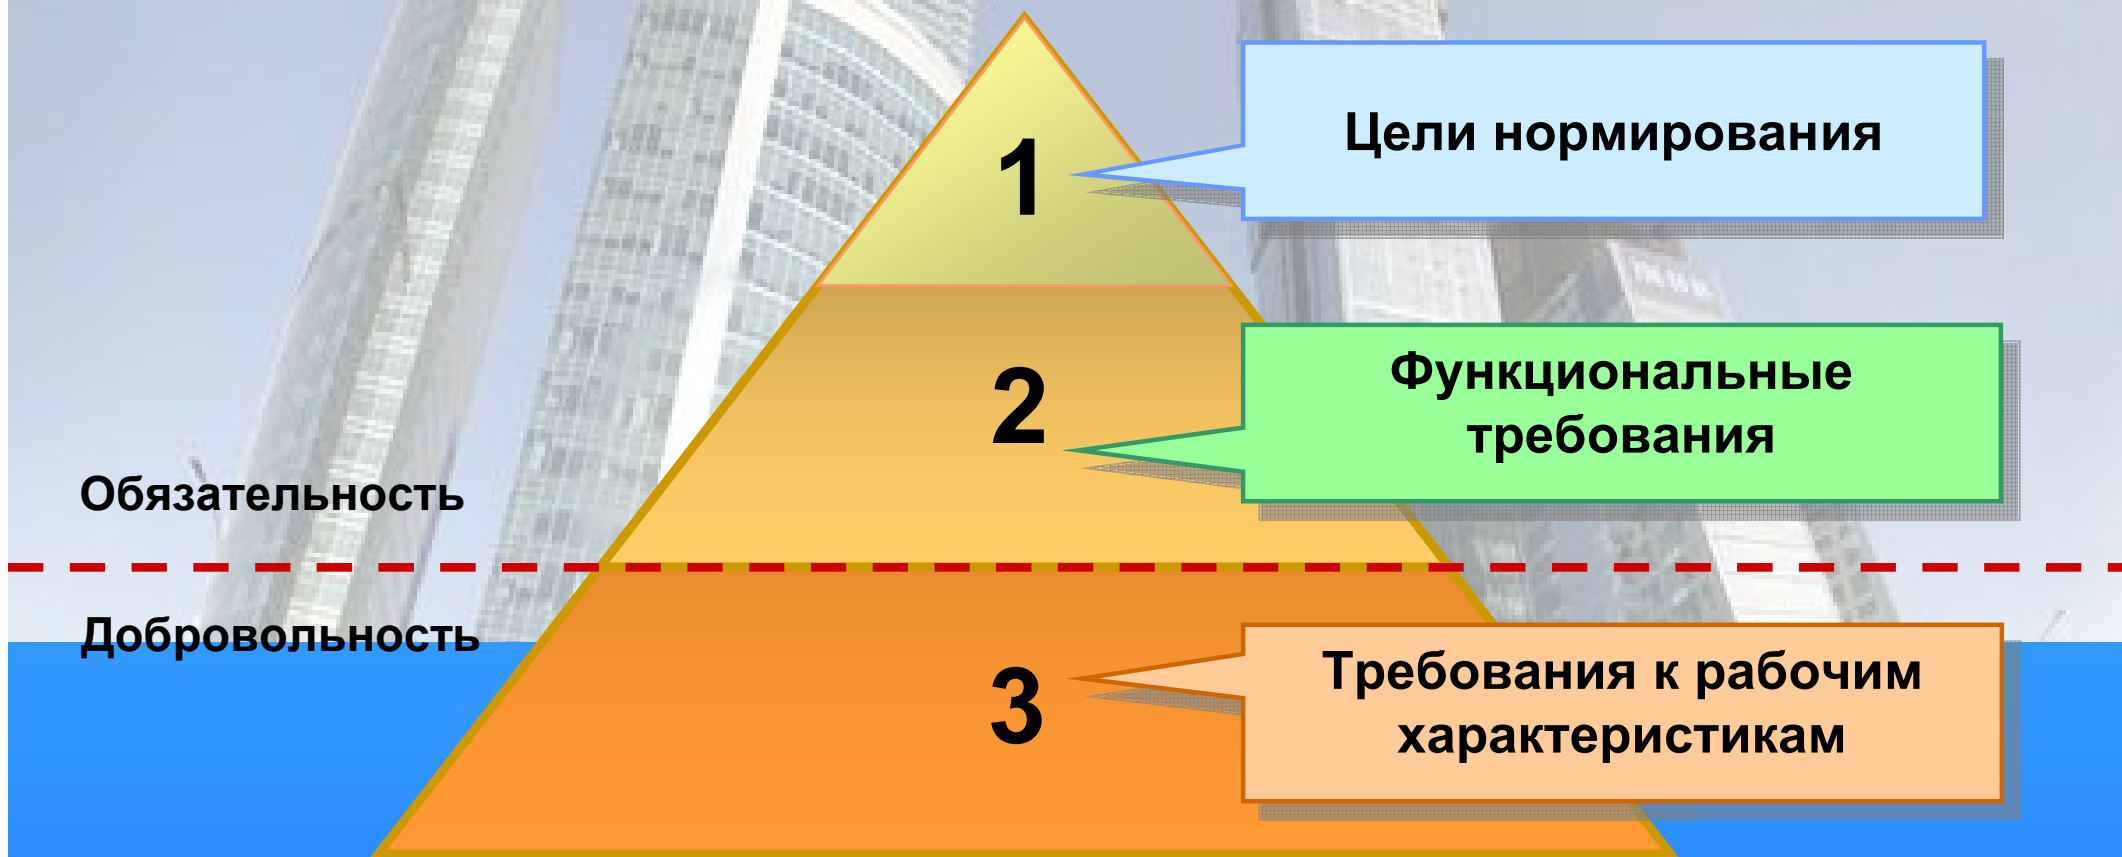 1
Цели нормирования
2
Функциональные
требования
Обязательность
Добровольность
3
Требования к рабочим
характеристикам